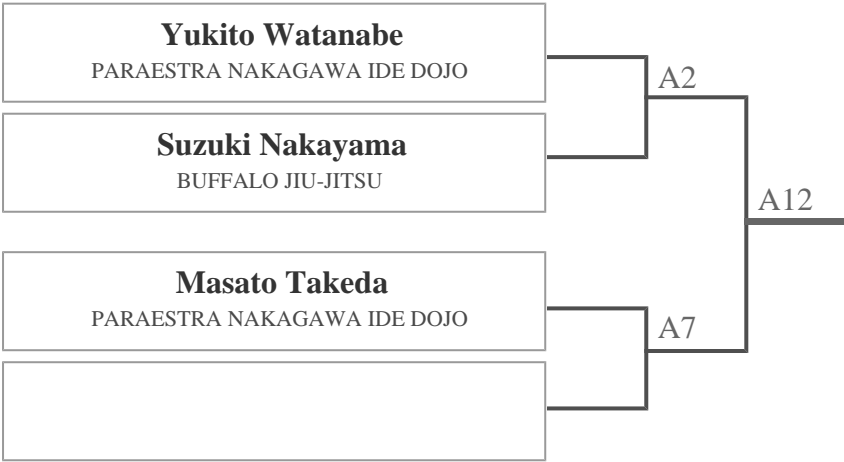 Yukito Watanabe
PARAESTRA NAKAGAWA IDE DOJO
A2
Suzuki Nakayama
BUFFALO JIU-JITSU
A12
Masato Takeda
PARAESTRA NAKAGAWA IDE DOJO
A7